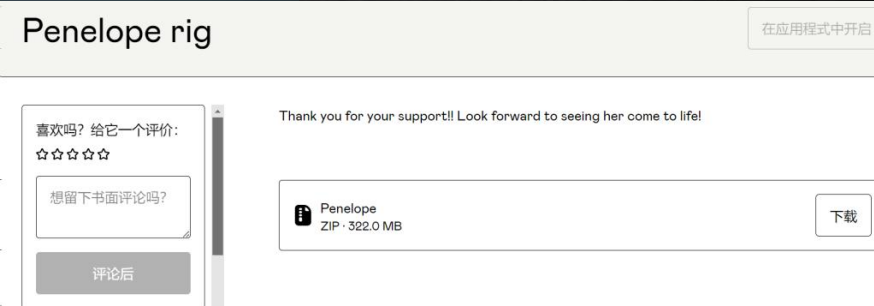 Penelope rig
在应用程式中开启
喜欢吗？给它一个评价：
Thank you for your support!! Look forward to seeing her come to life!
想留下书面评论吗？
Penelope
ZIP · 322.0 MB
下载
评论后